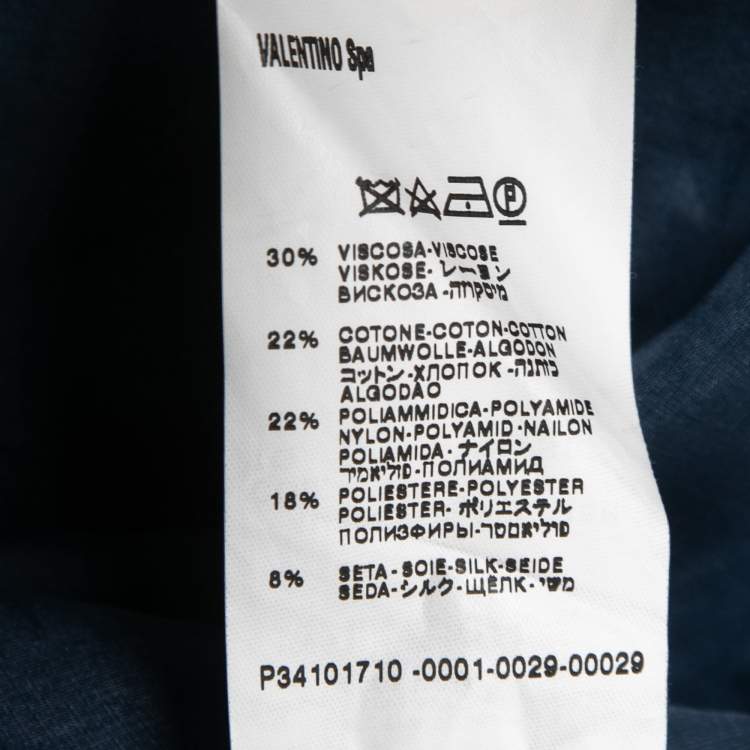 VALENTINO Spa
P
30% VISCOSA-VISCOSE
VISKOSE- レーヨン
ВИСКОЗА -ויסקוזה
22% COTONE-COTON-COTTON
BAUMWOLLE-ALGODON
コットン-ХЛОПОК -כותנה
ALGODAO
22% POLIAMMIDICA-POLYAMIDE
NYLON-POLYAMID-NAILON
POLIAMIDA- ナイロン
פוליאמיד-ПОЛИАМИД
18% POLIESTERE-POLYESTER
POLIESTER- ポリエステル
ПОЛИЭФИРЫ-פוליאסטר
8% SETA-SOIE-SILK-SEIDE
SEDA-シルク-ЩЁЛК-משי
P34101710 -0001-0029-00029